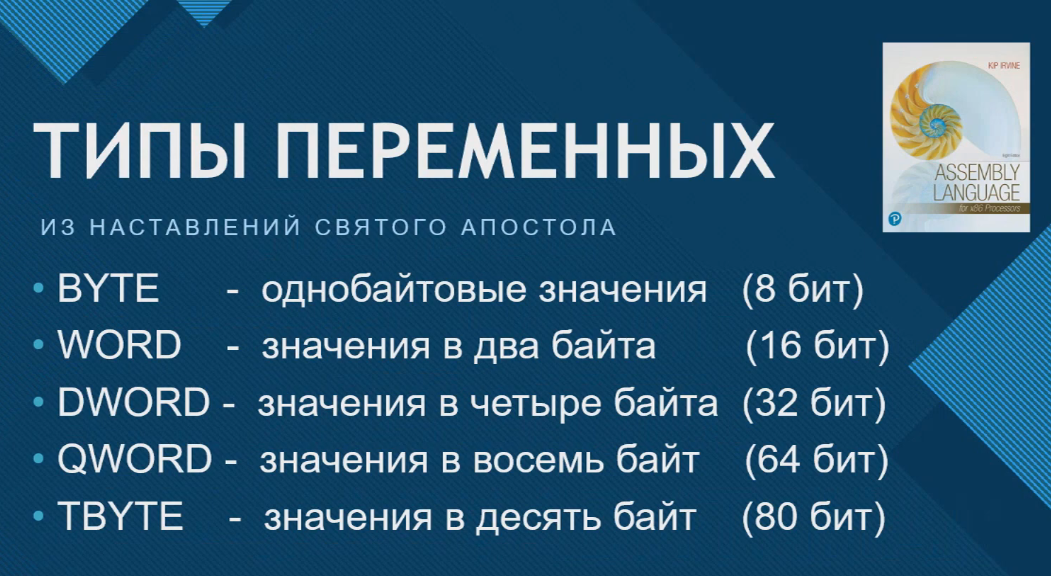 KIP IRVINE
ТИПЫ ПЕРЕМЕННЫХ
ИЗ НАСТАВЛЕНИЙ СВЯТОГО АПОСТОЛА
ASSEMBLY
LANGUAGE
for x86 Processors
• BYTE - однобайтовые значения (8 бит)
• WORD - значения в два байта (16 бит)
• DWORD - значения в четыре байта (32 бит)
• QWORD - значения в восемь байт (64 бит)
• TBYTE - значения в десять байт (80 бит)